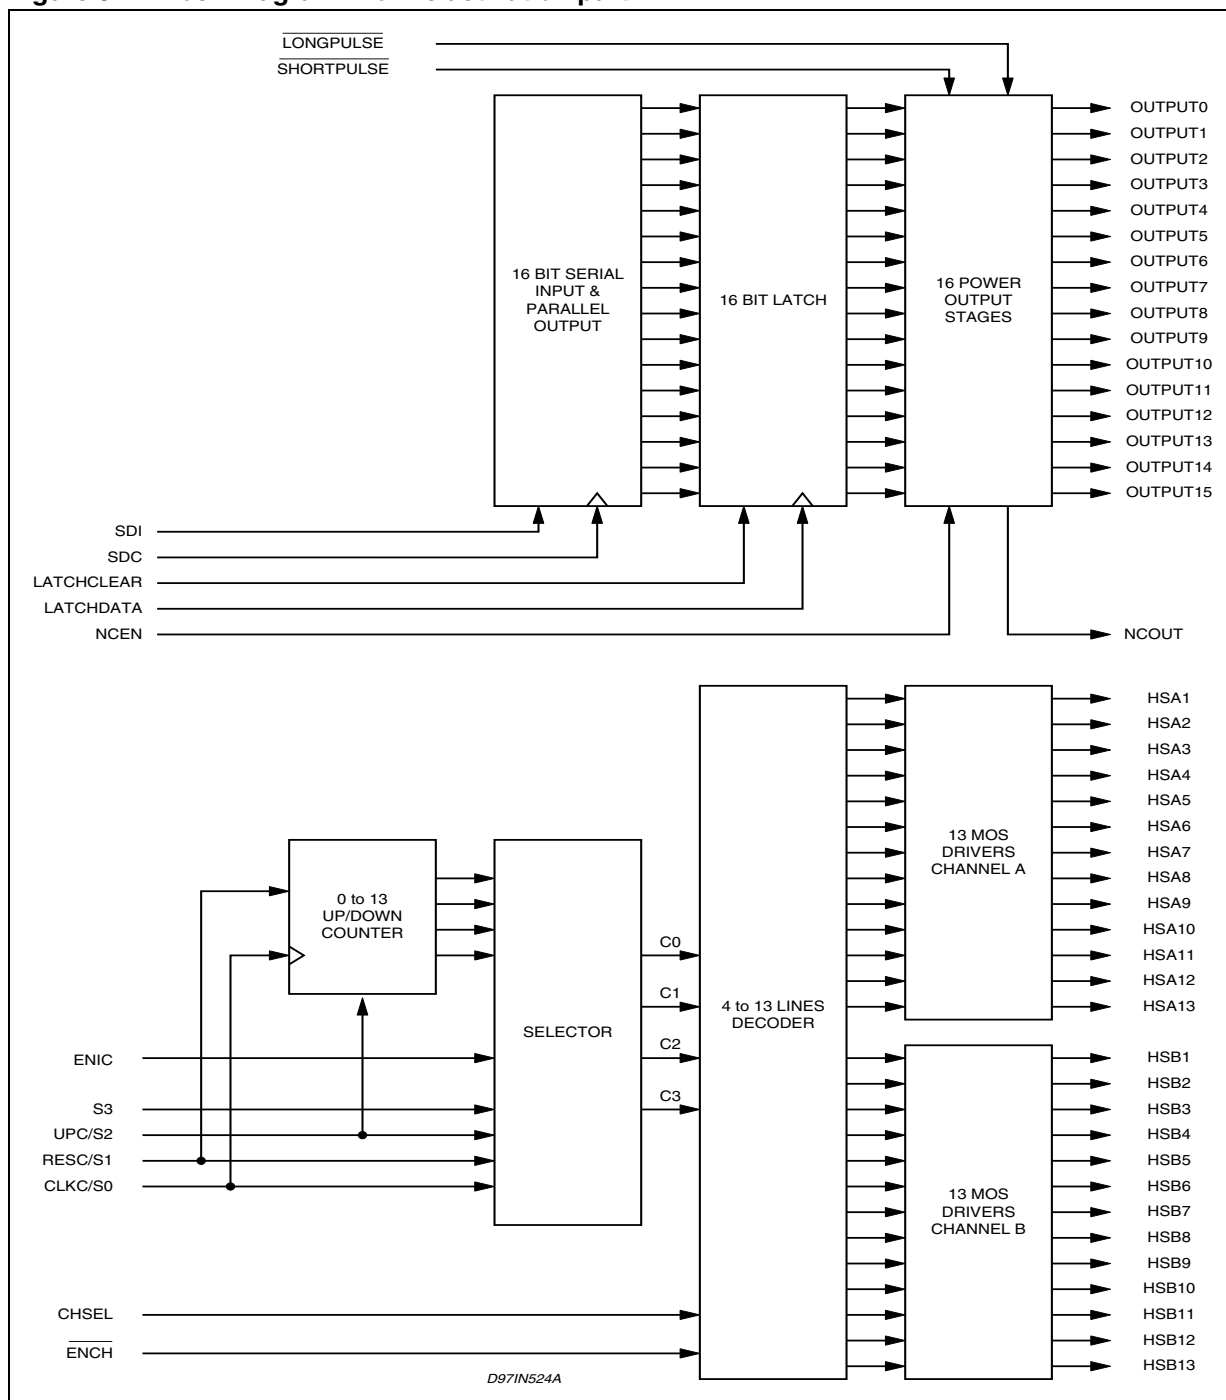 LONGPULSE
SHORTPULSE
16 BIT SERIAL
INPUT &
PARALLEL
OUTPUT
16 BIT LATCH
16 POWER
OUTPUT
STAGES
OUTPUT0
OUTPUT1
OUTPUT2
OUTPUT3
OUTPUT4
OUTPUT5
OUTPUT6
OUTPUT7
OUTPUT8
OUTPUT9
OUTPUT10
OUTPUT11
OUTPUT12
OUTPUT13
OUTPUT14
OUTPUT15
SDI
SDC
LATCHCLEAR
LATCHDATA
NCEN
NCOUT
0 to 13
UP/DOWN
COUNTER
SELECTOR
C0
C1
C2
C3
4 to 13 LINES
DECODER
13 MOS
DRIVERS
CHANNEL A
HSA1
HSA2
HSA3
HSA4
HSA5
HSA6
HSA7
HSA8
HSA9
HSA10
HSA11
HSA12
HSA13
ENIC
S3
UPC/S2
RESC/S1
CLKC/S0
13 MOS
DRIVERS
CHANNEL B
HSB1
HSB2
HSB3
HSB4
HSB5
HSB6
HSB7
HSB8
HSB9
HSB10
HSB11
HSB12
HSB13
CHSEL
ENCH
D97IN524A